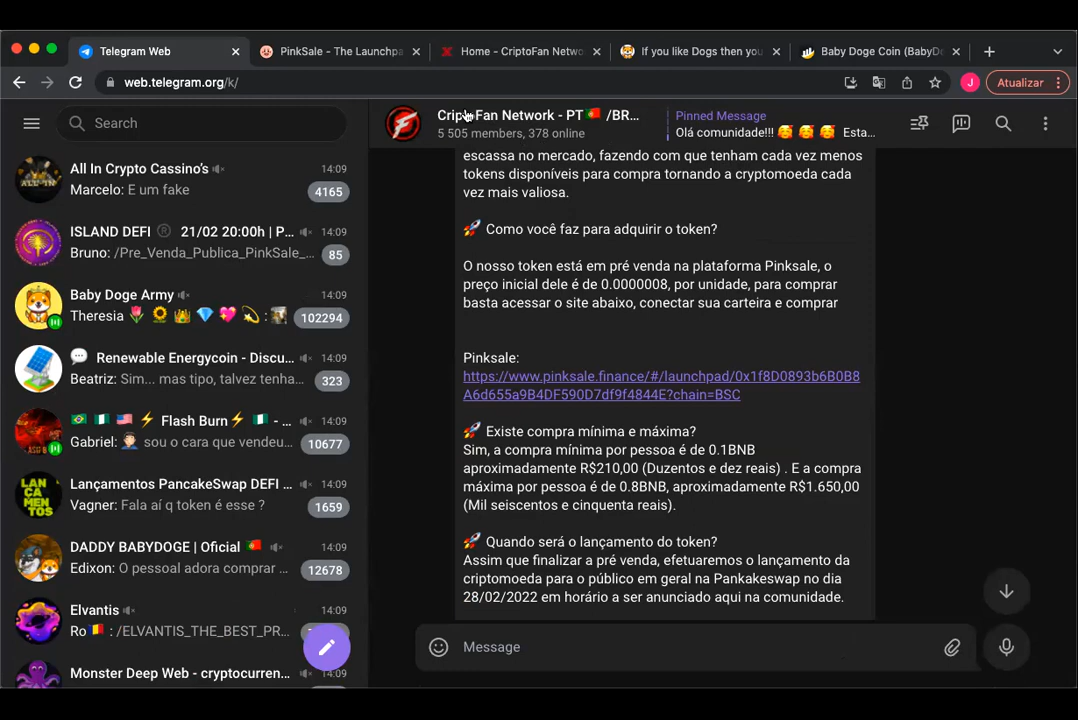 Telegram Web
PinkSale - The Launchpa
Home - CriptoFan Netwo
If you like Dogs then you
Baby Doge Coin (BabyD
web.telegram.org/k/
J
Atualizar
Search
All In Crypto Cassino's
14:09
Marcelo: E um fake
4165
ISLAND DEFI ® 21/02 20:00h | P...
14:09
Bruno: /Pre_Venda_Publica_PinkSale_...
85
Baby Doge Army
14:09
Theresia
:
102294
Renewable Energycoin - Discu...
14:09
Beatriz: Sim... mas tipo, talvez tenha...
323
Flash Burn
- ...
14:09
Gabriel: sou o cara que vendeu...
10677
Lançamentos PancakeSwap DEFI ...
14:09
Vagner: Fala aí q token é esse ?
1659
DADDY BABYDOGE | Oficial
14:09
Edixon: O pessoal adora comprar ...
12678
Elvantis
14:09
Ro : /ELVANTIS_THE_BEST_PR...
Monster Deep Web - cryptocurren...
14:09
CriptoFan Network - PT /BR...
5 505 members, 378 online
Pinned Message
Olá comunidade!!! Esta...
escassa no mercado, fazendo com que tenham cada vez menos
tokens disponíveis para compra tornando a cryptomoeda cada
vez mais valiosa.
Como você faz para adquirir o token?
O nosso token está em pré venda na plataforma Pinksale, o
preço inicial dele é de 0.0000008, por unidade, para comprar
basta acessar o site abaixo, conectar sua carteira e comprar
Pinksale:
https://www.pinksale.finance/#/launchpad/0x1f8D0893b6B0B8
A6d655a9B4DF590D7df9f4844E?chain=BSC
Existe compra mínima e máxima?
Sim, a compra mínima por pessoa é de 0.1BNB
aproximadamente R$210,00 (Duzentos e dez reais) . E a compra
máxima por pessoa é de 0.8BNB, aproximadamente R$1.650,00
(Mil seiscentos e cinquenta reais).
Quando será o lançamento do token?
Assim que finalizar a pré venda, efetuaremos o lançamento da
criptomoeda para o público em geral na Pankakeswap no dia
28/02/2022 em horário a ser anunciado aqui na comunidade.
Message